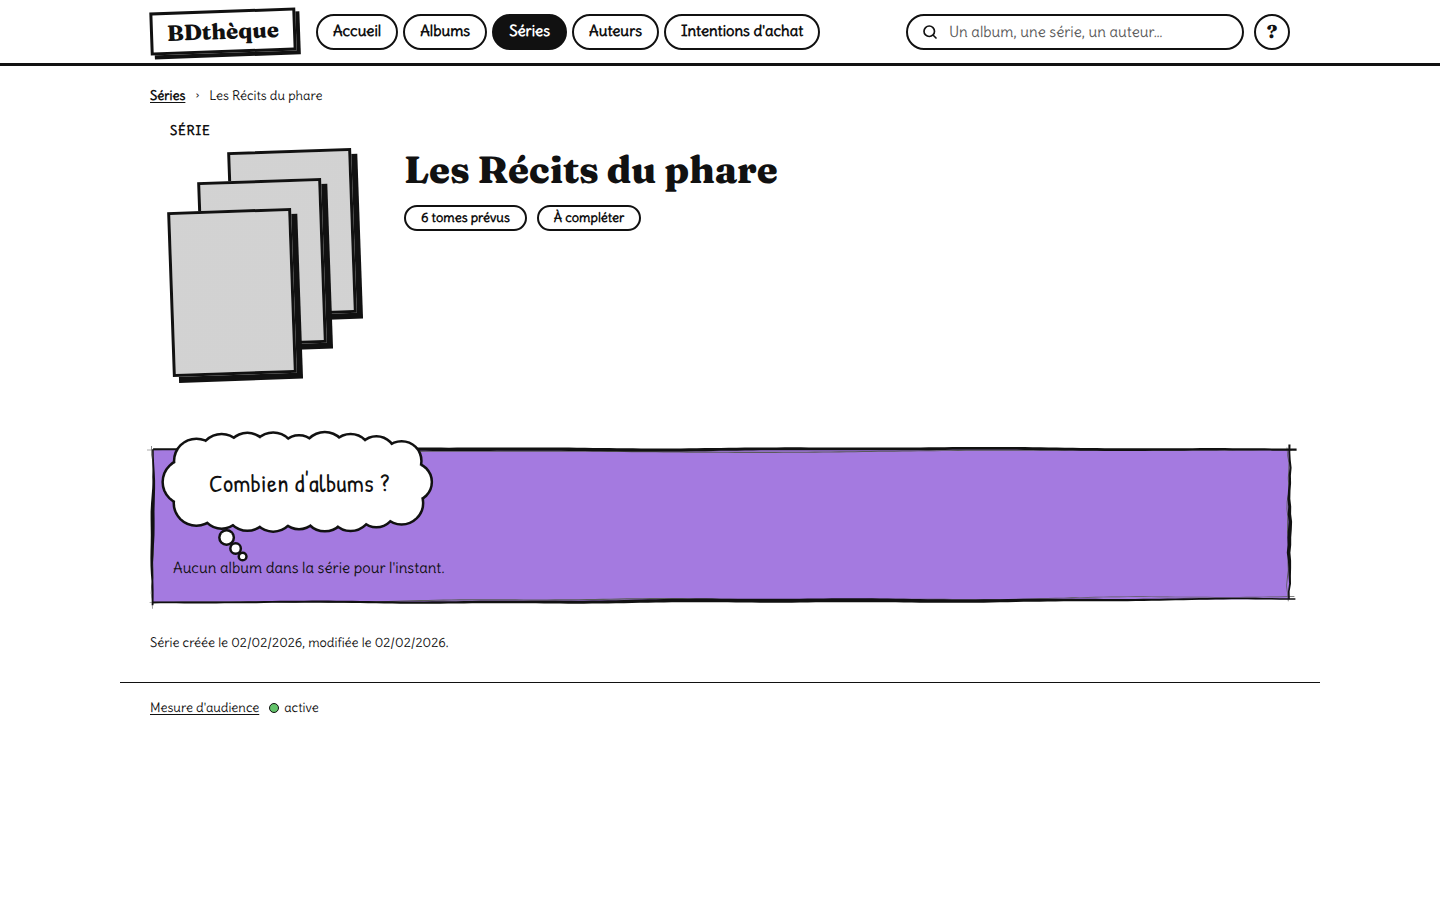 BDthèque
Accueil
Albums
Séries
Auteurs
Intentions d'achat
Un album, une série, un auteur...
?
Séries › Les Récits du phare
SÉRIE
Les Récits du phare
6 tomes prévus
À compléter
Combien d'albums ?
Aucun album dans la série pour l'instant.
Série créée le 02/02/2026, modifiée le 02/02/2026.
Mesure d'audience active